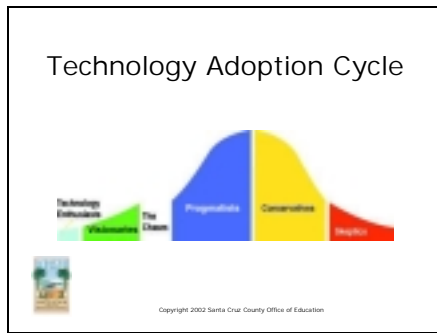 Technology Adoption Cycle
Technology
Enthusiasts
Visionaries
The
Chasm
Pragmatists
Conservatives
Skeptics
Copyright 2002 Santa Cruz County Office of Education